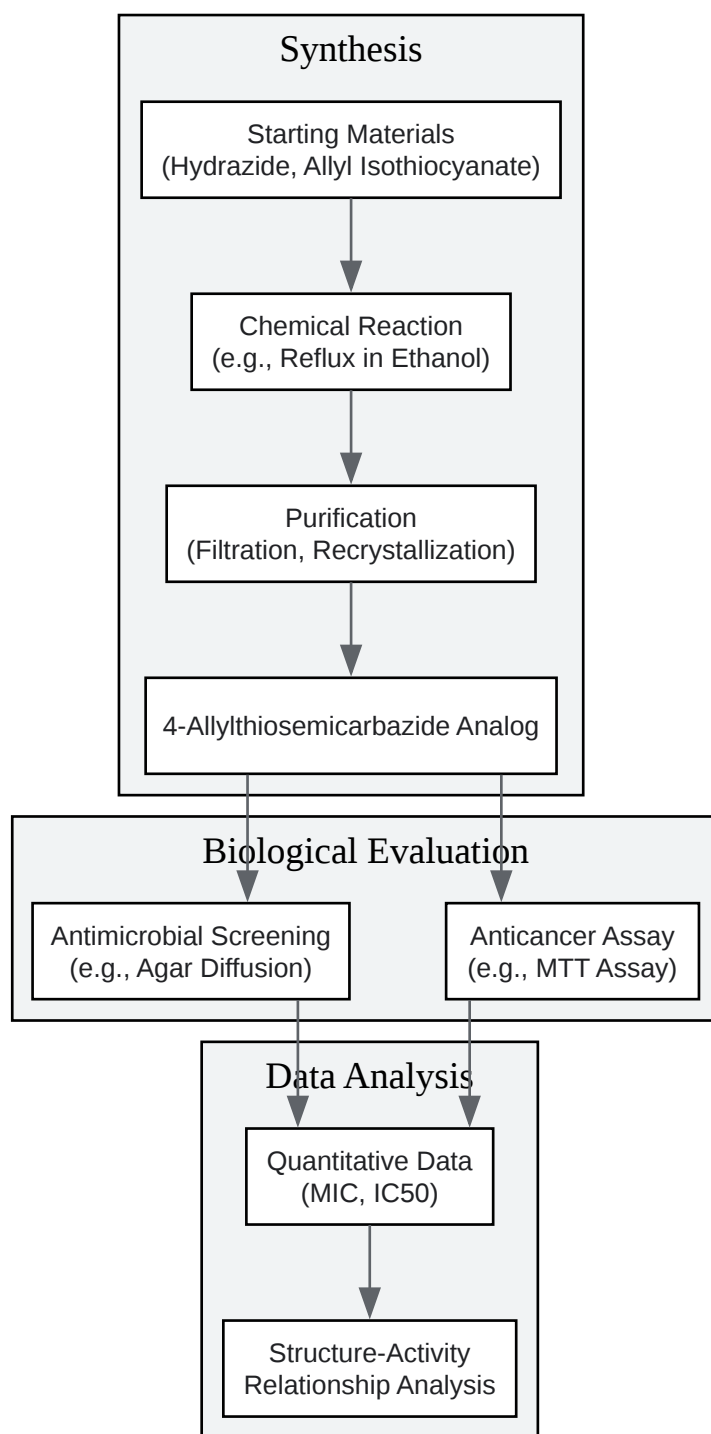 Synthesis
Starting Materials
(Hydrazide, Allyl Isothiocyanate)
Chemical Reaction
(e.g., Reflux in Ethanol)
Purification
(Filtration, Recrystallization)
4-Allylthiosemicarbazide Analog
Biological Evaluation
Antimicrobial Screening
(e.g., Agar Diffusion)
Anticancer Assay
(e.g., MTT Assay)
Data Analysis
Quantitative Data
(MIC, IC50)
Structure-Activity
Relationship Analysis